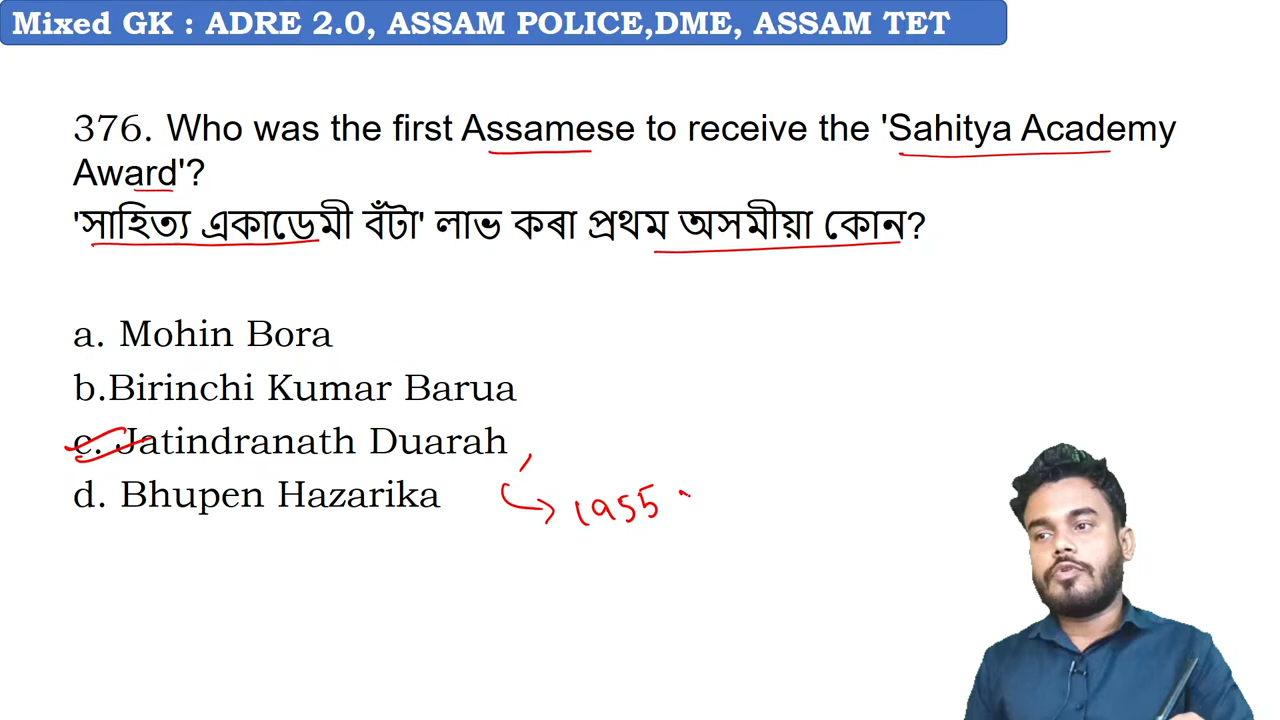 Mixed GK : ADRE 2.0, ASSAM POLICE,DME, ASSAM TET
376. Who was the first Assamese to receive the 'Sahitya Academy
Award'?
'সাহিত্য একাডেমী বঁটা' লাভ কৰা প্ৰথম অসমীয়া কোন?
a. Mohin Bora
b.Birinchi Kumar Barua
c. Jatindranath Duarah
d. Bhupen Hazarika
1955